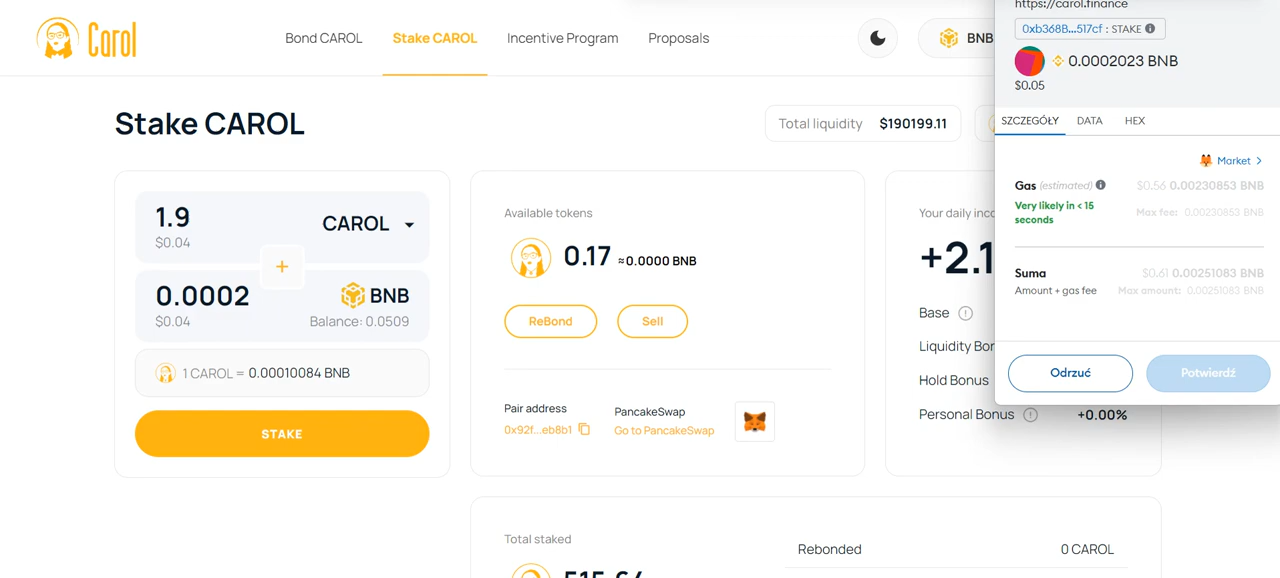 Carol
Bond CAROL
Stake CAROL
Incentive Program
Proposals
BNB
https://carol.finance
0xb368B...517cf : STAKE
0.0002023 BNB
$0.05
SZCZEGÓŁY
DATA
HEX
Market >
Gas (estimated)
$0.56 0.00230853 BNB
Very likely in < 15
seconds
Max fee: 0.00230853 BNB
Suma
$0.61 0.00251083 BNB
Amount + gas fee
Max amount: 0.00251083 BNB
Odrzuć
Potwierdź
Stake CAROL
Total liquidity
$190199.11
1.9
CAROL
$0.04
+
0.0002
BNB
$0.04
Balance: 0.0509
1 CAROL = 0.00010084 BNB
STAKE
Available tokens
0.17 ≈0.0000 BNB
ReBond
Sell
Pair address
0x92f...eb8b1
PancakeSwap
Go to PancakeSwap
Your daily
+2.1
Base
Liquidity
Hold Bonus
Personal Bonus
+0.00%
Total staked
515.64
Rebonded
0 CAROL